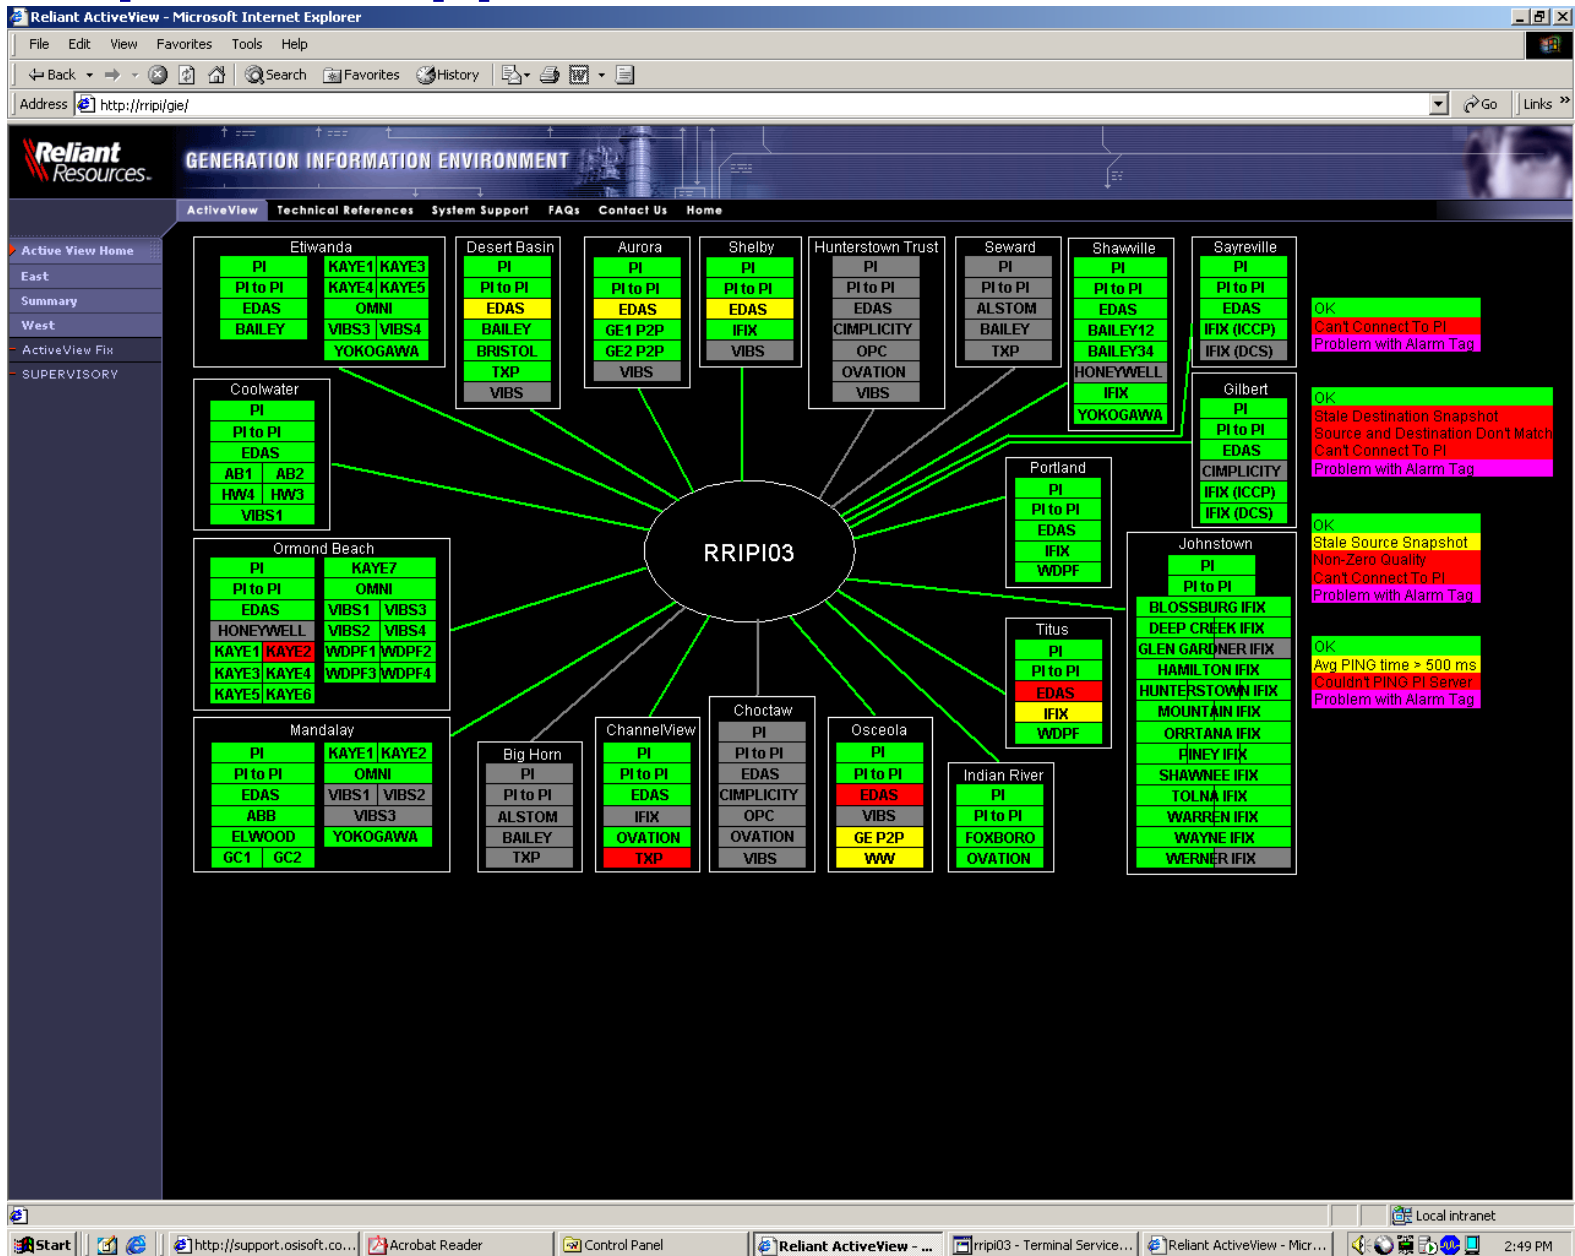 Reliant ActiveView - Microsoft Internet Explorer
File Edit View Favorites Tools Help
Back Search Favorites History
Address http://rripi/gie/ Go Links »
Reliant Resources.
GENERATION INFORMATION ENVIRONMENT
ActiveView Technical References System Support FAQs Contact Us Home
Active View Home
East
Summary
West
ActiveView Fix
SUPERVISORY
Etiwanda
PI KAYE1 KAYE3
PI to PI KAYE4 KAYE5
EDAS OMNI
BAILEY VIBS3 VIBS4
YOKOGAWA
Desert Basin
PI
PI to PI
EDAS
BAILEY
BRISTOL
TXP
VIBS
Aurora
PI
PI to PI
EDAS
GE1 P2P
GE2 P2P
VIBS
Shelby
PI
PI to PI
EDAS
IFIX
VIBS
Hunterstown Trust
PI
PI to PI
EDAS
CIMPLICITY
OPC
OVATION
VIBS
Seward
PI
PI to PI
ALSTOM
BAILEY
TXP
Shawville
PI
PI to PI
EDAS
BAILEY12
BAILEY34
HONEYWELL
IFIX
YOKOGAWA
Sayreville
PI
PI to PI
EDAS
IFIX (ICCP)
IFIX (DCS)
OK
Can't Connect To PI
Problem with Alarm Tag
Coolwater
PI
PI to PI
EDAS
AB1 AB2
HW4 HW3
VIBS1
Gilbert
PI
PI to PI
EDAS
CIMPLICITY
IFIX (ICCP)
IFIX (DCS)
OK
Stale Destination Snapshot
Source and Destination Don't Match
Can't Connect To PI
Problem with Alarm Tag
Portland
PI
PI to PI
EDAS
IFIX
WDPF
RRIPI03
OK
Stale Source Snapshot
Non-Zero Quality
Can't Connect To PI
Problem with Alarm Tag
Ormond Beach
PI KAYE7
PI to PI OMNI
EDAS VIBS1 VIBS3
HONEYWELL VIBS2 VIBS4
KAYE1 KAYE2 WDPF1 WDPF2
KAYE3 KAYE4 WDPF3 WDPF4
KAYE5 KAYE6
Johnstown
PI
PI to PI
BLOSSBURG IFIX
DEEP CREEK IFIX
GLEN GARDNER IFIX
HAMILTON IFIX
HUNTERSTOWN IFIX
MOUNTAIN IFIX
ORRTANA IFIX
PINEY IFIX
SHAWNEE IFIX
TOLNA IFIX
WARREN IFIX
WAYNE IFIX
WERNER IFIX
Titus
PI
PI to PI
EDAS
IFIX
WDPF
OK
Avg PING time > 500 ms
Couldn't PING PI Server
Problem with Alarm Tag
Mandalay
PI KAYE1 KAYE2
PI to PI OMNI
EDAS VIBS1 VIBS2
ABB VIBS3
ELWOOD YOKOGAWA
GC1 GC2
Big Horn
PI
PI to PI
ALSTOM
BAILEY
TXP
ChannelView
PI
PI to PI
EDAS
IFIX
OVATION
TXP
Choctaw
PI
PI to PI
EDAS
CIMPLICITY
OPC
OVATION
VIBS
Osceola
PI
PI to PI
EDAS
VIBS
GE P2P
WW
Indian River
PI
PI to PI
FOXBORO
OVATION
Local intranet
Start http://support.osisoft.co... Acrobat Reader Control Panel Reliant ActiveView - ... rripi03 - Terminal Service... Reliant ActiveView - Micr... 2:49 PM